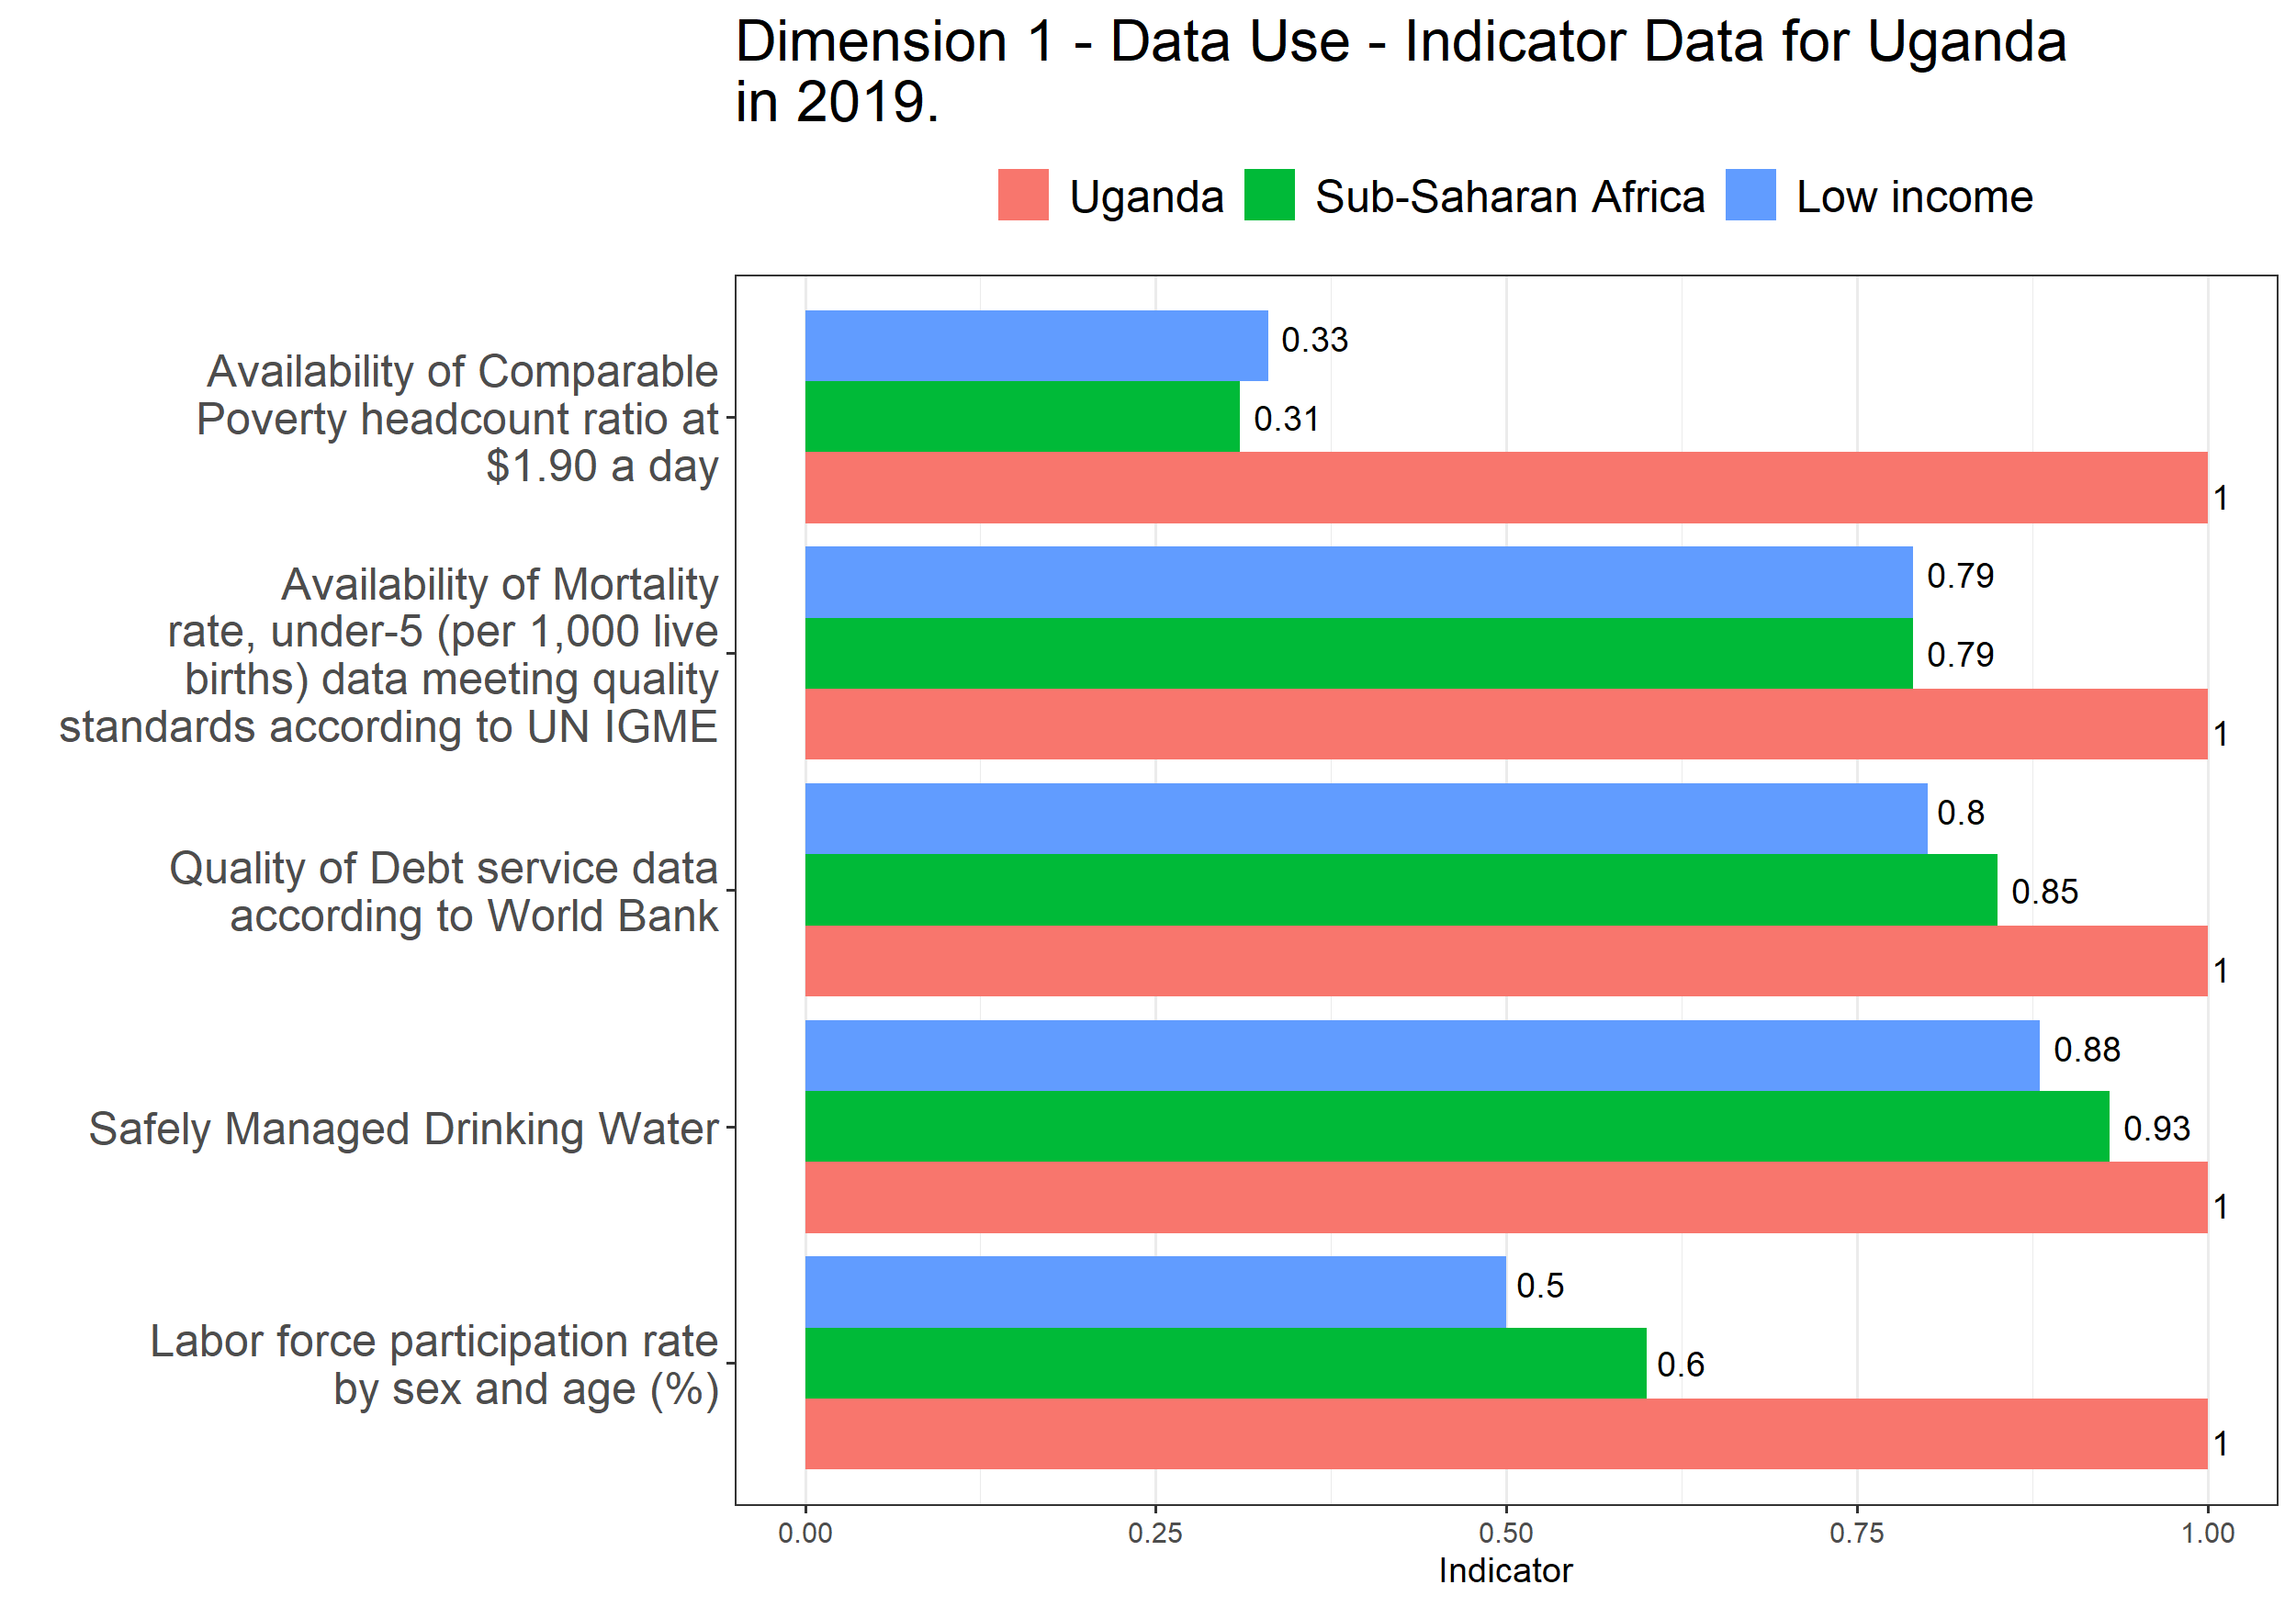 Dimension 1 - Data Use - Indicator Data for Uganda
in 2019.
Uganda
Sub-Saharan Africa
Low income
Availability of Comparable
Poverty headcount ratio at
$1.90 a day
0.33
0.31
1
Availability of Mortality
rate, under-5 (per 1,000 live
births) data meeting quality
standards according to UN IGME
0.79
0.79
1
Quality of Debt service data
according to World Bank
0.8
0.85
1
Safely Managed Drinking Water
0.88
0.93
1
Labor force participation rate
by sex and age (%)
0.5
0.6
1
0.00
0.25
0.50
0.75
1.00
Indicator